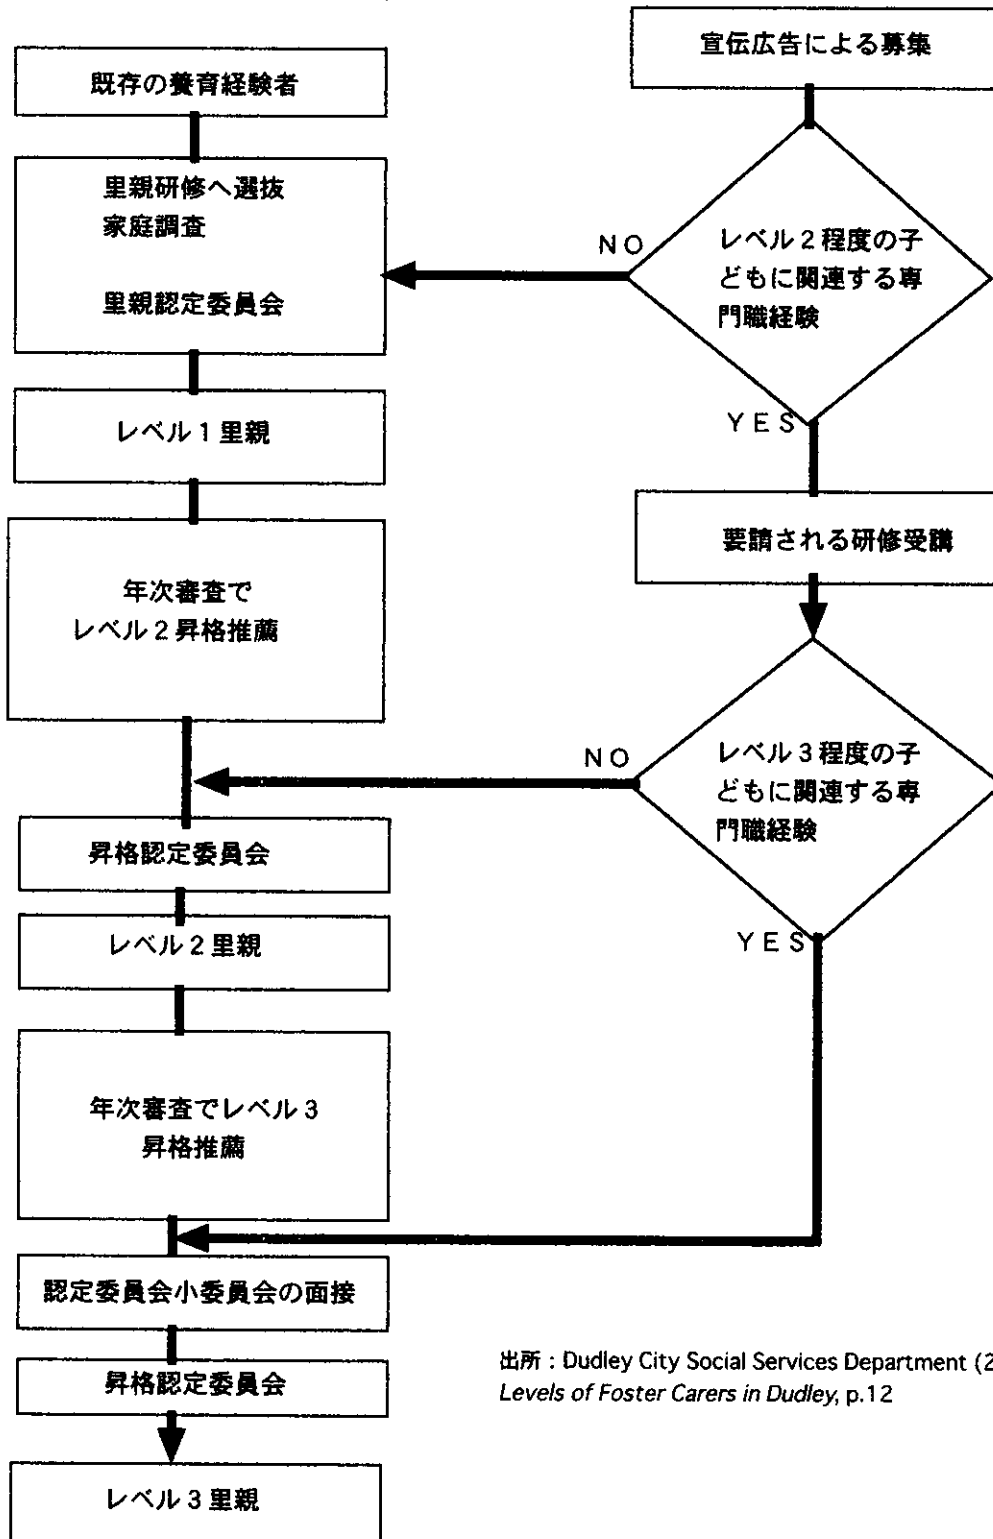 宣伝広告による募集
既存の養育経験者
里親研修へ選抜
家庭調査
里親認定委員会
NO
レベル2程度の子
どもに関連する専
門職経験
YES
レベル1里親
要請される研修受講
年次審査で
レベル2昇格推薦
NO
レベル3程度の子
どもに関連する専
門職経験
YES
昇格認定委員会
レベル2里親
年次審査でレベル3
昇格推薦
認定委員会小委員会の面接
昇格認定委員会
レベル3里親
出所：Dudley City Social Services Department (2
Levels of Foster Carers in Dudley, p.12